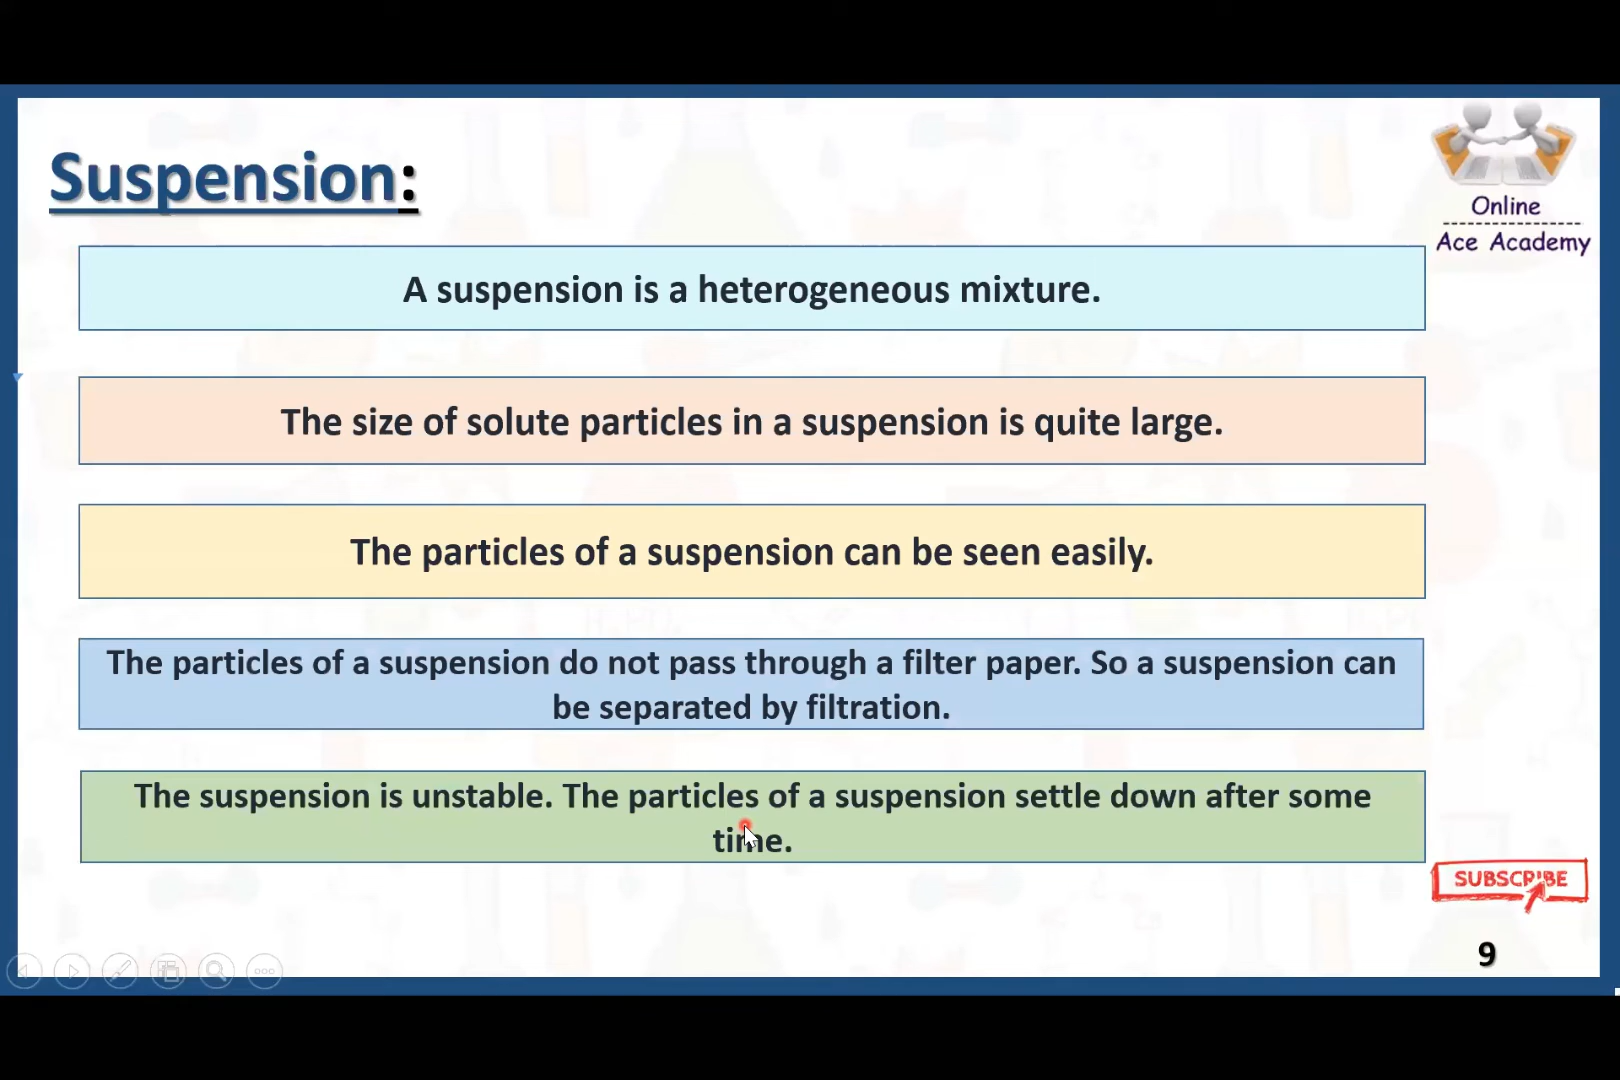 Suspension:
Online
Ace Academy
A suspension is a heterogeneous mixture.
The size of solute particles in a suspension is quite large.
The particles of a suspension can be seen easily.
The particles of a suspension do not pass through a filter paper. So a suspension can
be separated by filtration.
The suspension is unstable. The particles of a suspension settle down after some
time.
SUBSCRIBE
9